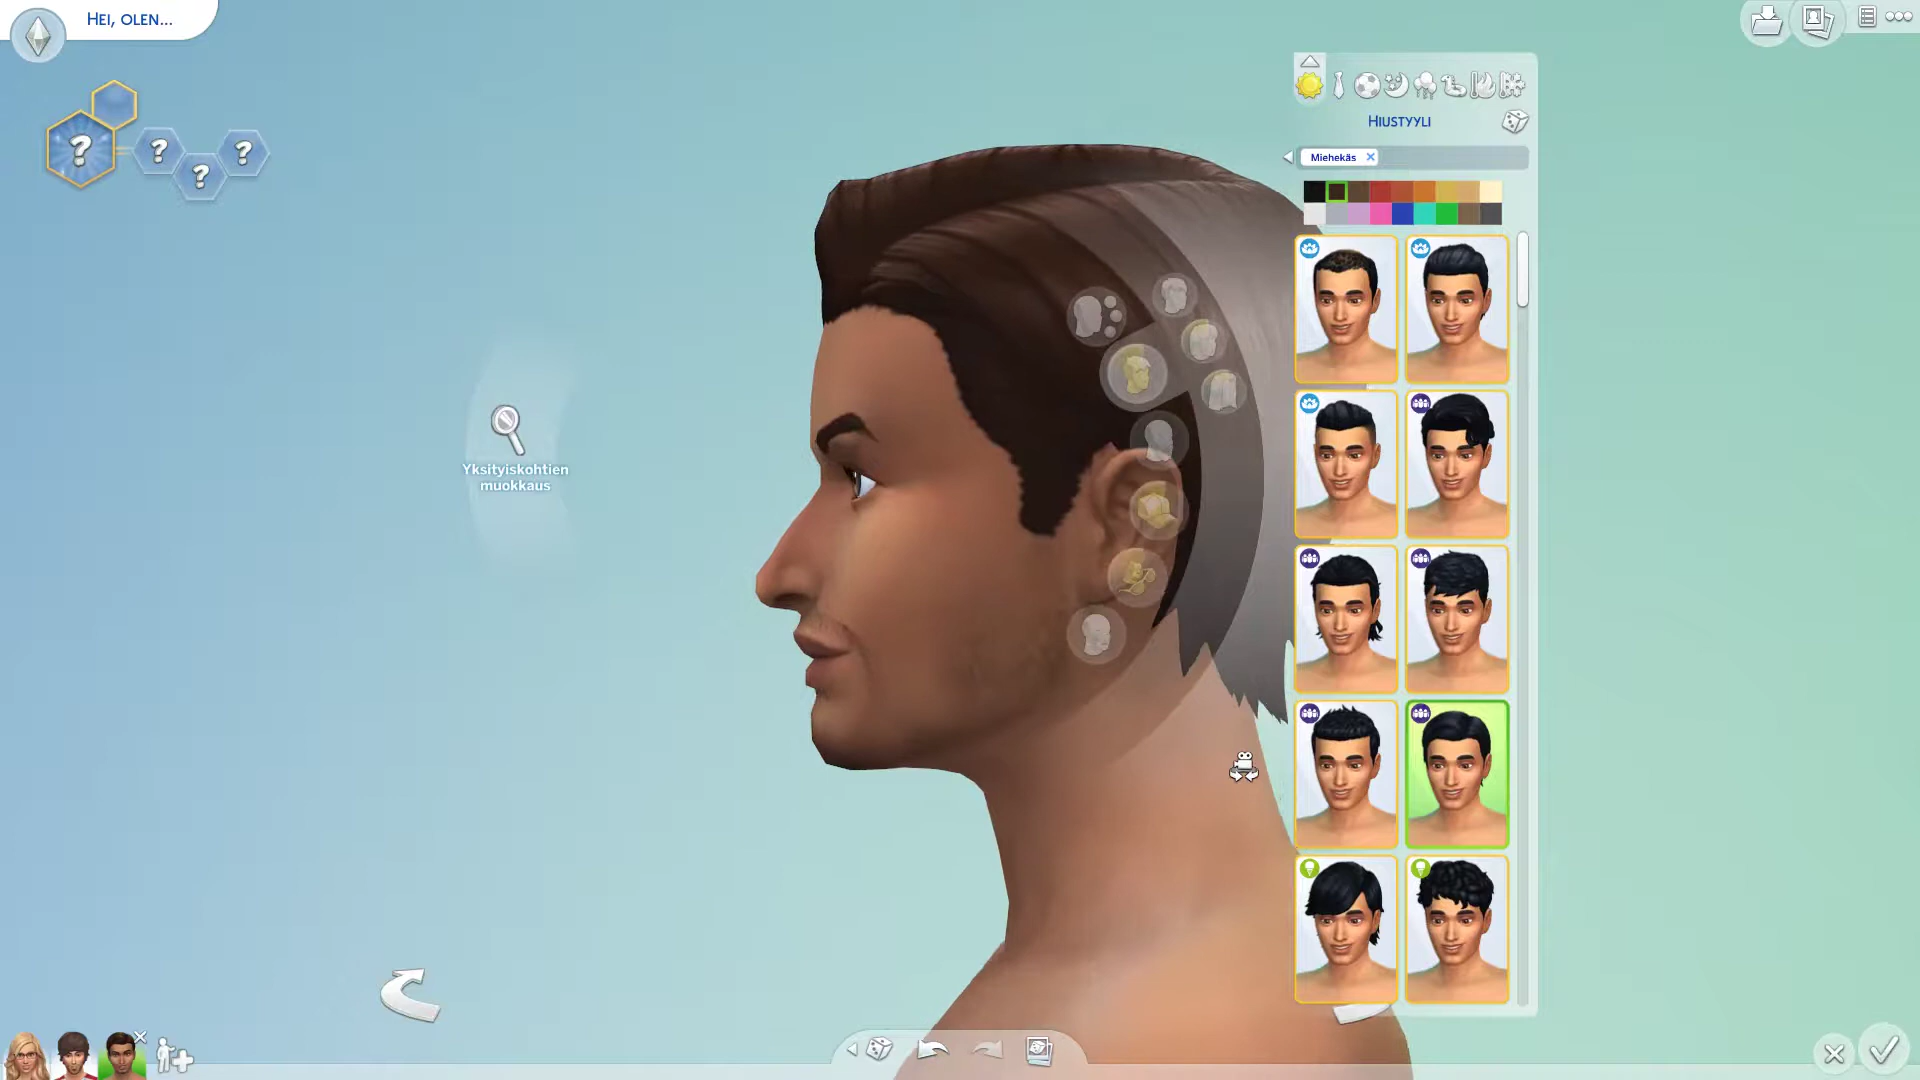 Hei, olen...
Hiustyyli
Miehekäs
Yksityiskohtien
muokkaus